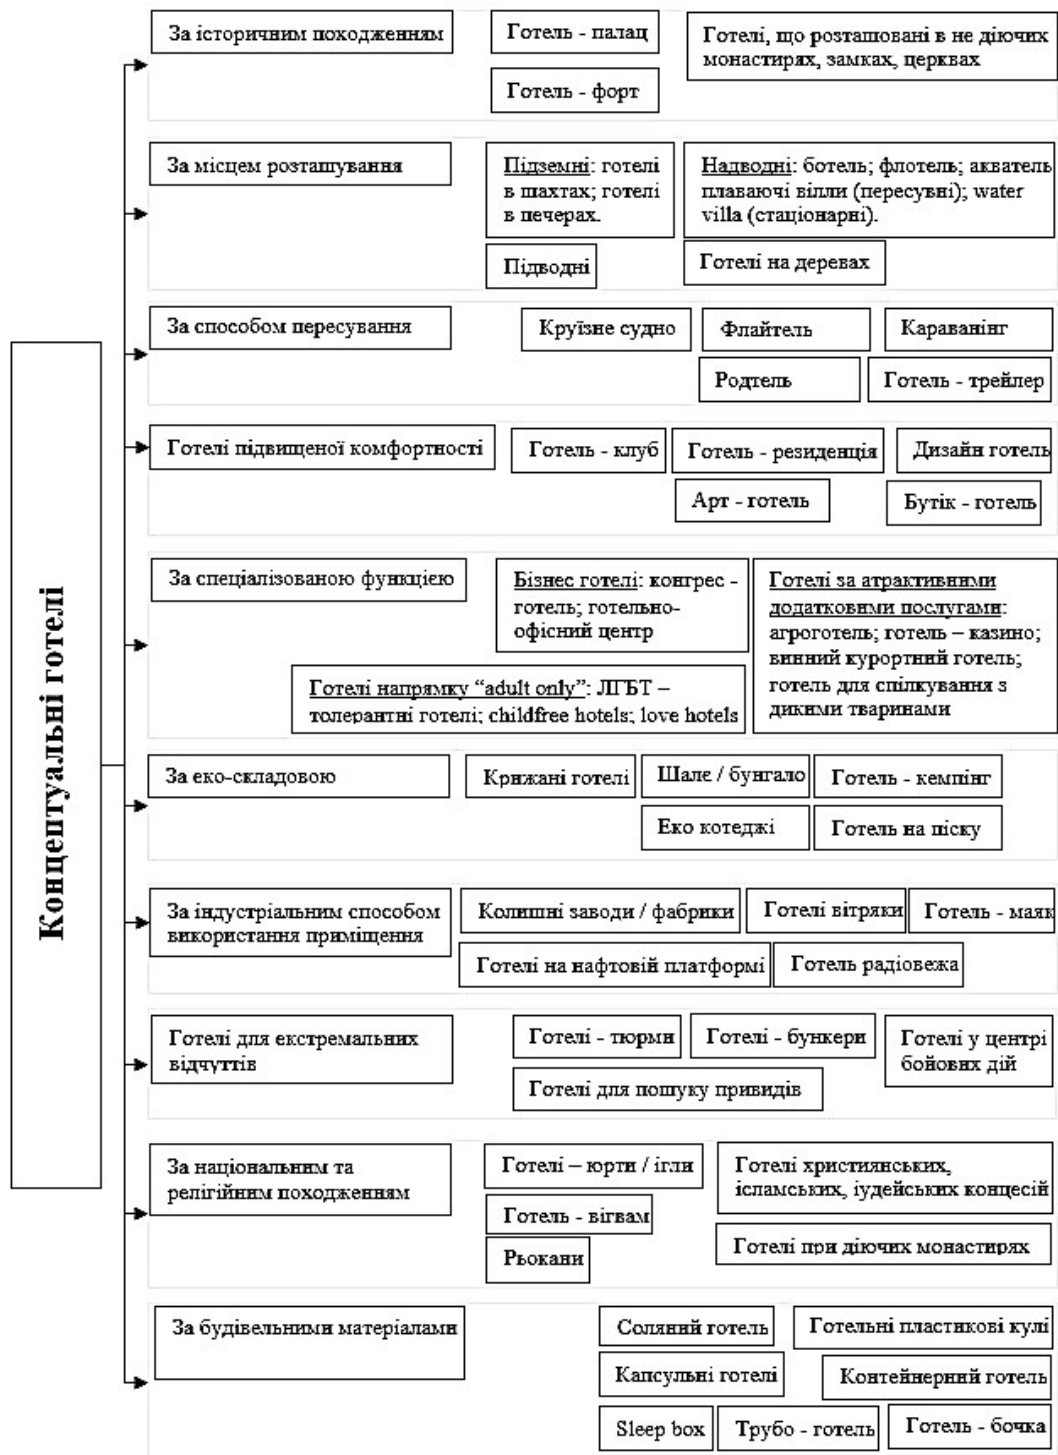 Концептуальні готелі
За історичним походженням
Готель - палац
Готель - форт
Готелі, що розташовані в не діючих
монастирях, замках, церквах
За місцем розташування
Підземні: готелі
в шахтах; готелі
в печерах.
Надводні: ботель; флотель; акватель
плаваючі вілли (пересувні); water
villa (стаціонарні).
Підводні
Готелі на деревах
За способом пересування
Круїзне судно
Флайтель
Караванінг
Родтель
Готель - трейлер
Готелі підвищеної комфортності
Готель - клуб
Готель - резиденція
Дизайн готель
Арт - готель
Бутік - готель
За спеціалізованою функцією
Бізнес готелі: конгрес -
готель; готельно-
офісний центр
Готелі за атрактивними
додатковими послугами:
агроготель; готель – казино;
винний курортний готель;
готель для спілкування з
дикими тваринами
Готелі напрямку “adult only”: ЛГБТ –
толерантні готелі; childfree hotels; love hotels
За еко-складовою
Крижані готелі
Шале / бунгало
Готель - кемпінг
Еко котеджі
Готель на піску
За індустріальним способом
використання приміщення
Колишні заводи / фабрики
Готелі вітряки
Готель - маяк
Готелі на нафтовій платформі
Готель радіовежа
Готелі для екстремальних
відчуттів
Готелі - тюрми
Готелі - бункери
Готелі у центрі
бойових дій
Готелі для пошуку привидів
За національним та
релігійним походженням
Готелі – юрти / ігли
Готель - вігвам
Рьокани
Готелі християнських,
ісламських, іудейських концесій
Готелі при діючих монастирях
За будівельними матеріалами
Соляний готель
Готельні пластикові кулі
Капсульні готелі
Контейнерний готель
Sleep box
Трубо - готель
Готель - бочка